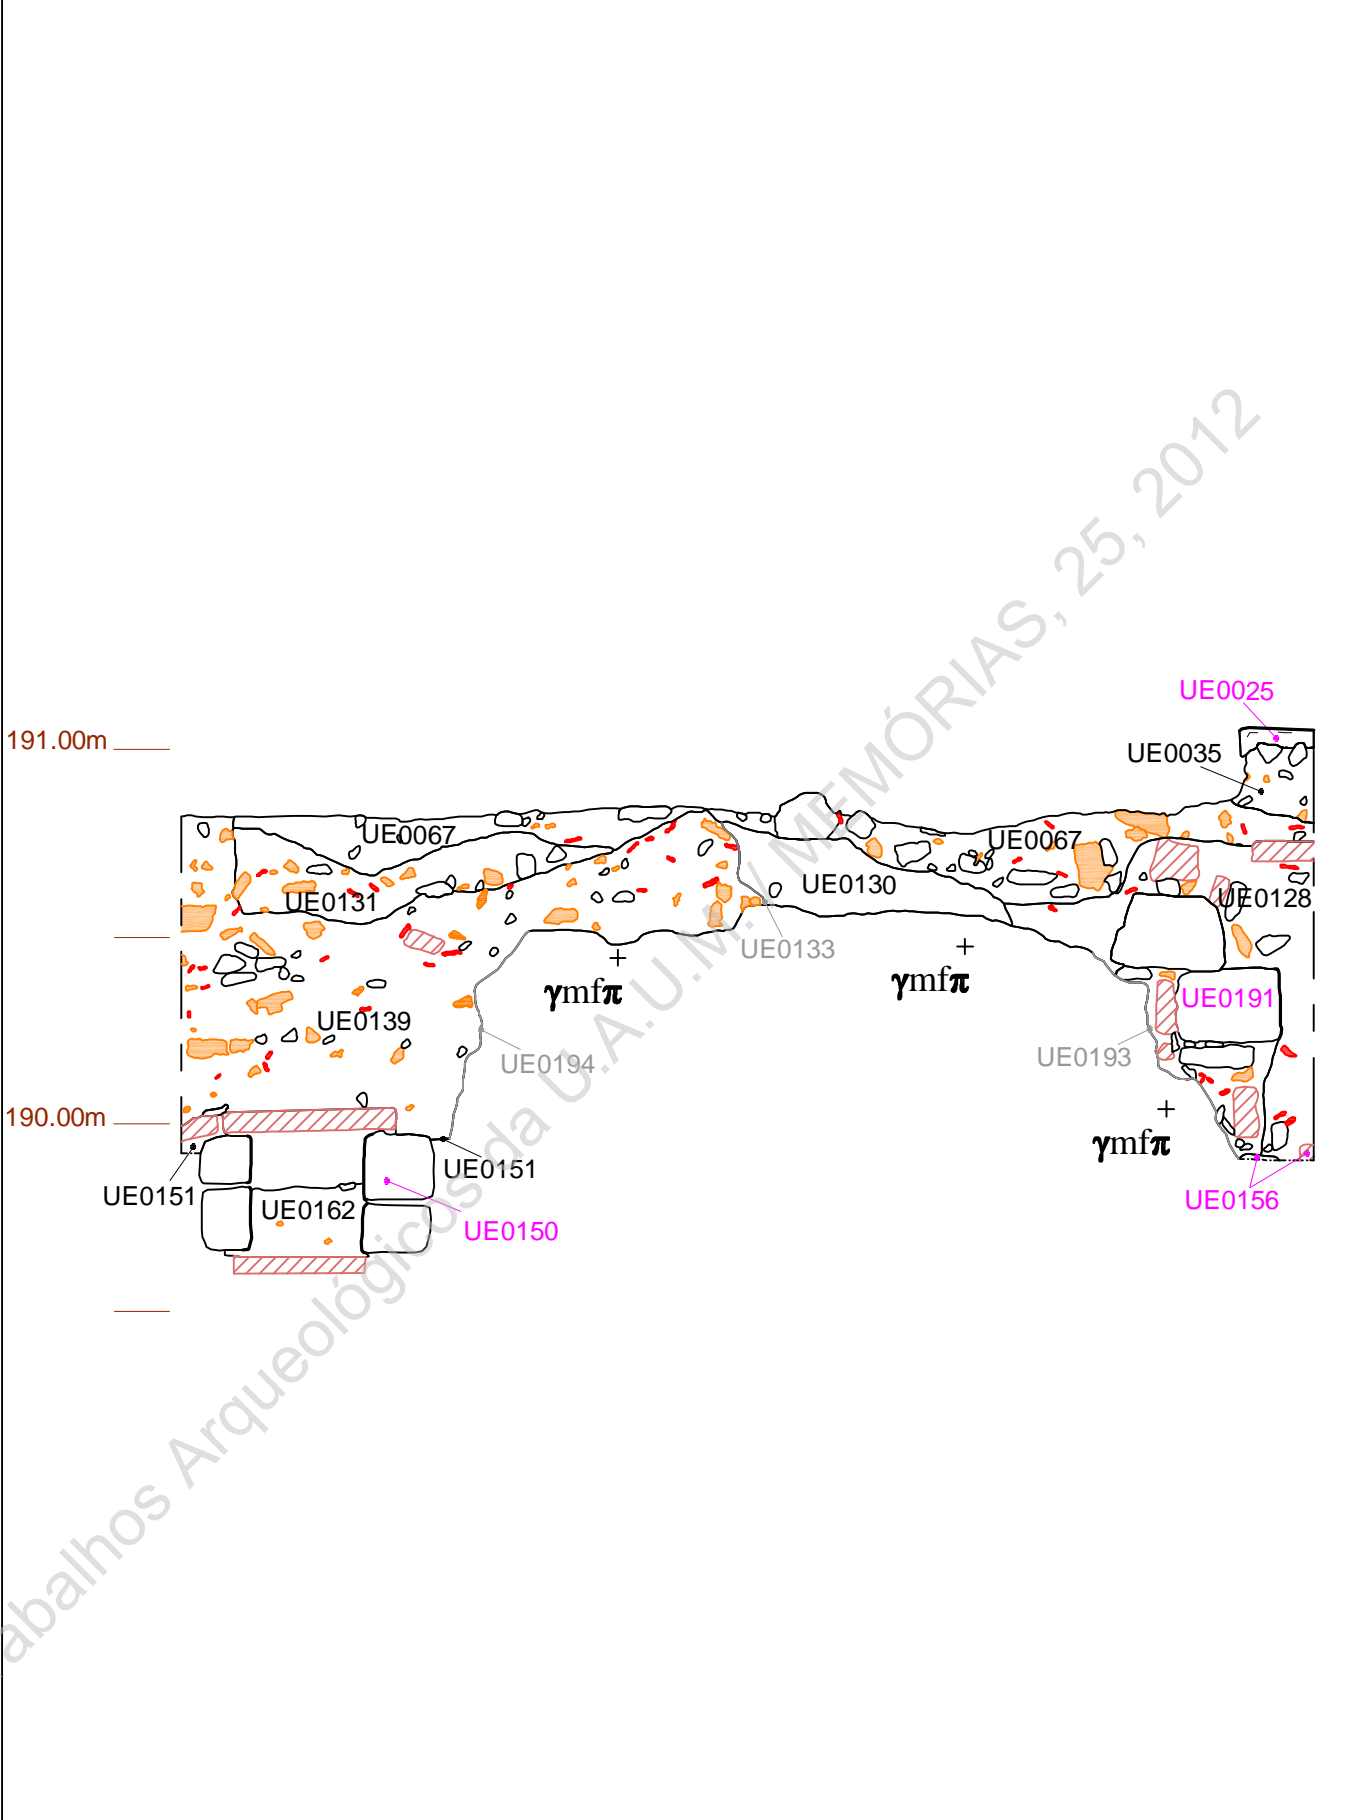 UE0025
191.00m
UE0035
UE0067
UE0067
UE0131
UE0130
UE0128
UE0133
γmfπ
γmfπ
UE0191
UE0139
UE0194
UE0193
190.00m
γmfπ
UE0151
UE0151
UE0162
UE0150
UE0156
abalhos Arqueológicos da U.A.U.M. / MEMÓRIAS, 25, 2012